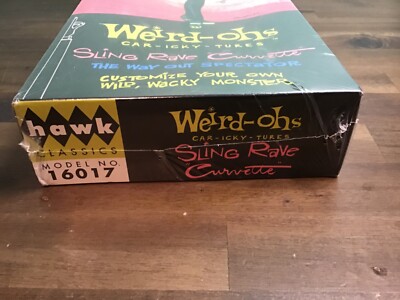 Weird-ohs
CAR-ICKY-TURES
Sling Rave Curvette
THE WAY OUT SPECTATOR
CUSTOMIZE YOUR OWN
WILD, WACKY MONSTER
hawk
CLASSICS
MODEL NO.
16017
Weird-ohs
CAR-ICKY-TURES
Sling Rave
Curvette